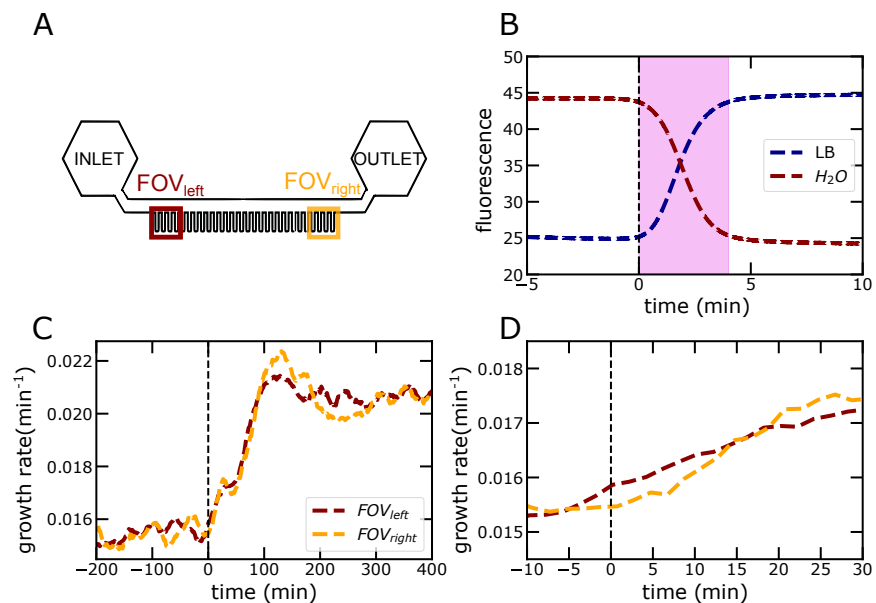 A
INLET
OUTLET
FOVleft
FOVright
B
50
45
40
35
30
25
20
fluorescence
LB
H2O
−5
0
5
10
time (min)
C
0.022
0.020
0.018
0.016
growth rate(min-1)
FOVleft
FOVright
−200
−100
0
100
200
300
400
time (min)
D
0.018
0.017
0.016
0.015
growth rate(min-1)
−10
−5
0
5
10
15
20
25
30
time (min)